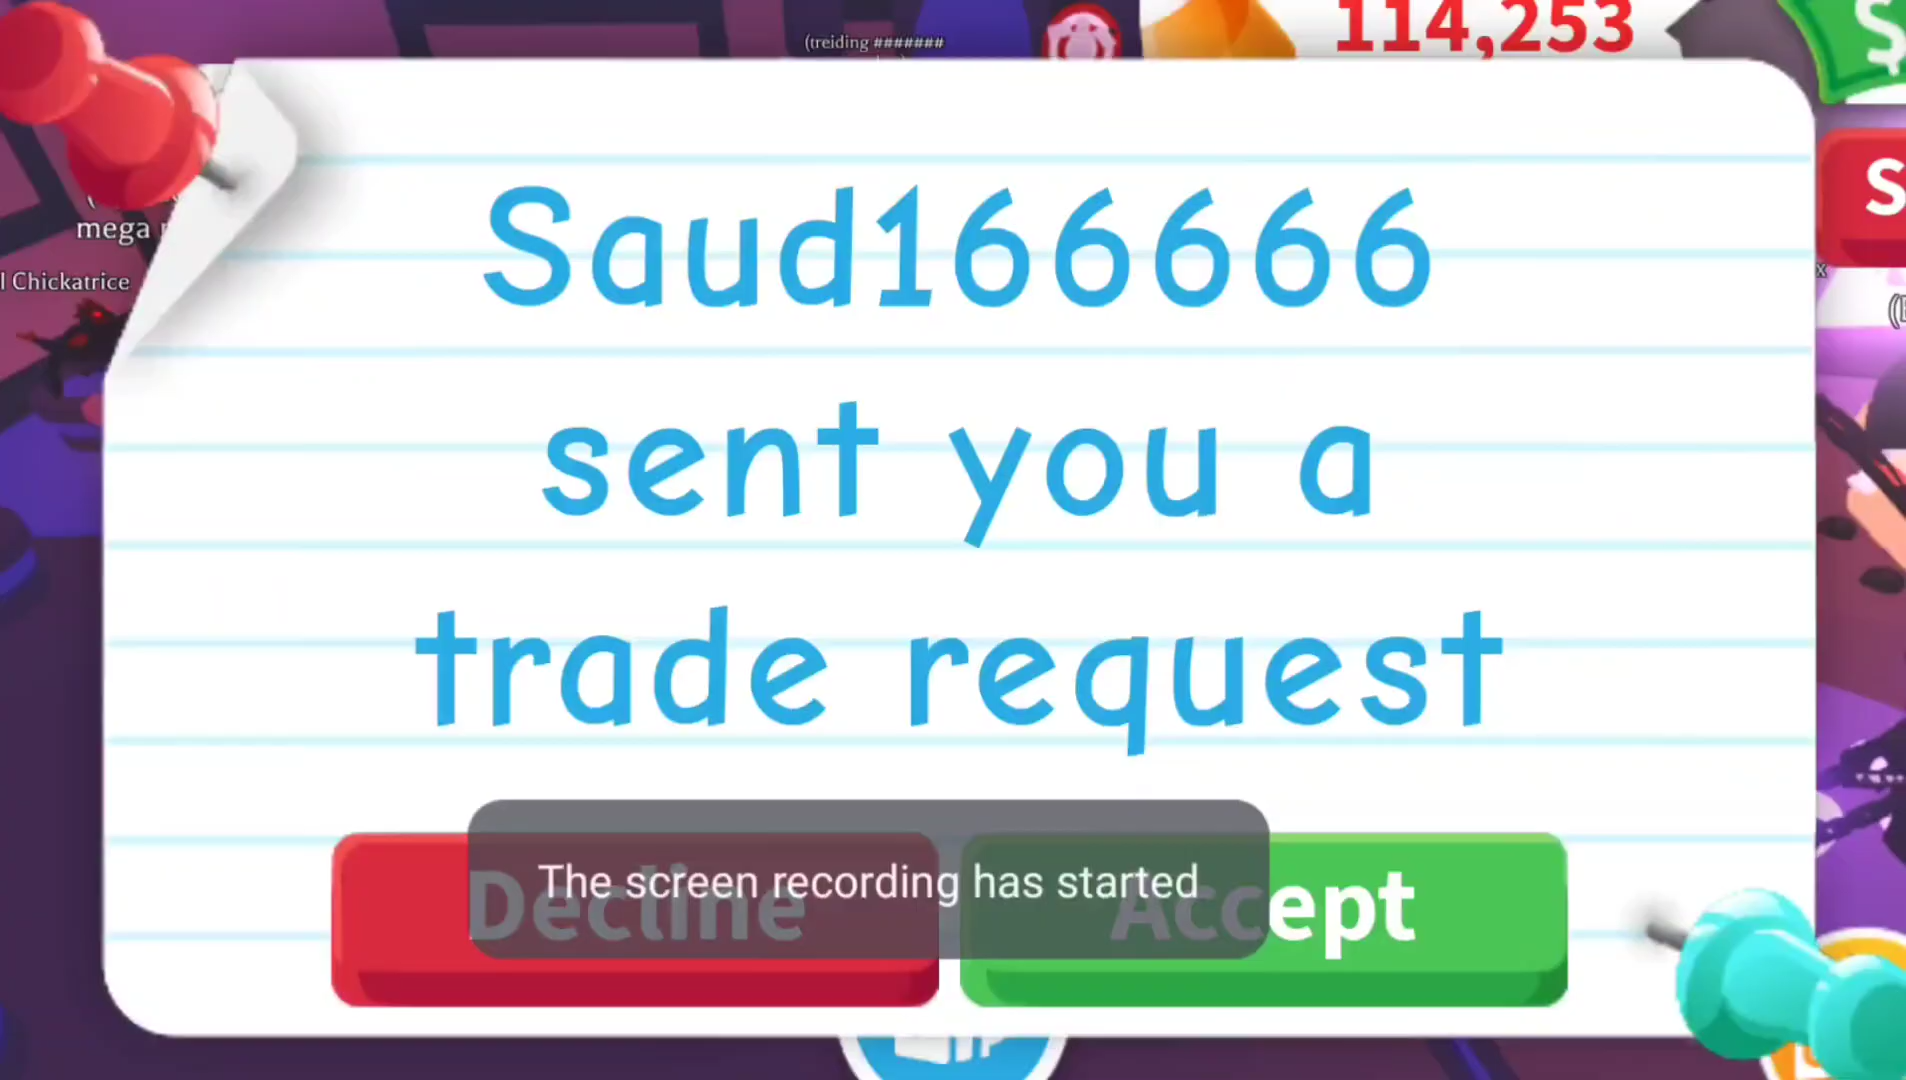 (treiding #######
114,253
$
S
mega
l Chickatrice
x
Saud166666
sent you a
trade request
The screen recording has started
Decline
Accept